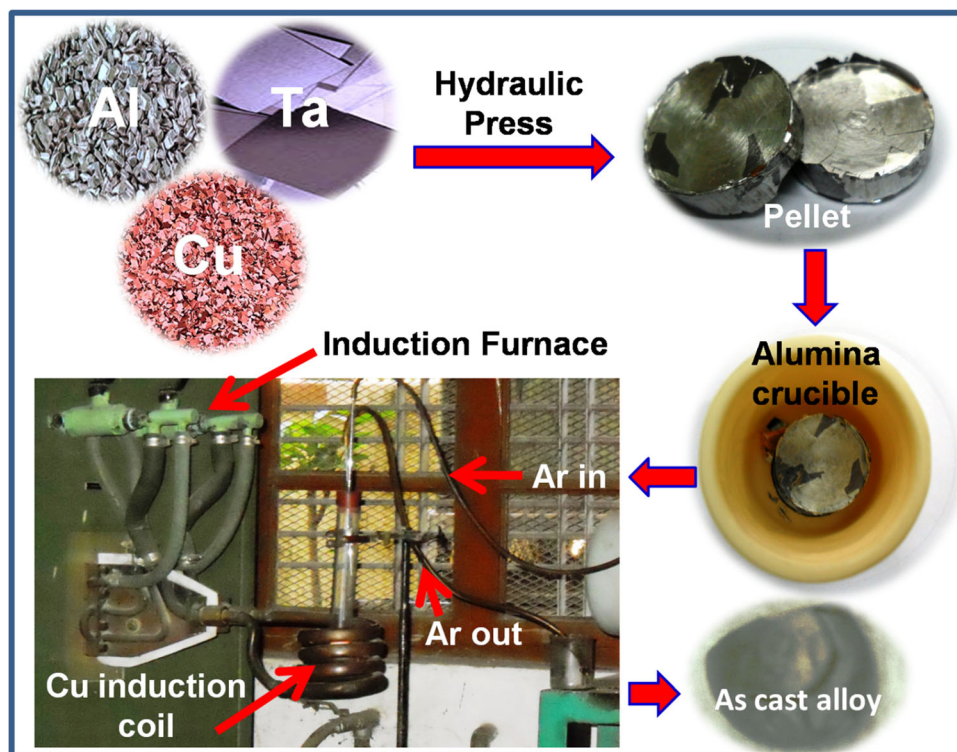 Al
Ta
Cu
Hydraulic
Press
Pellet
Alumina
crucible
Induction Furnace
Ar in
Ar out
Cu induction
coil
As cast alloy